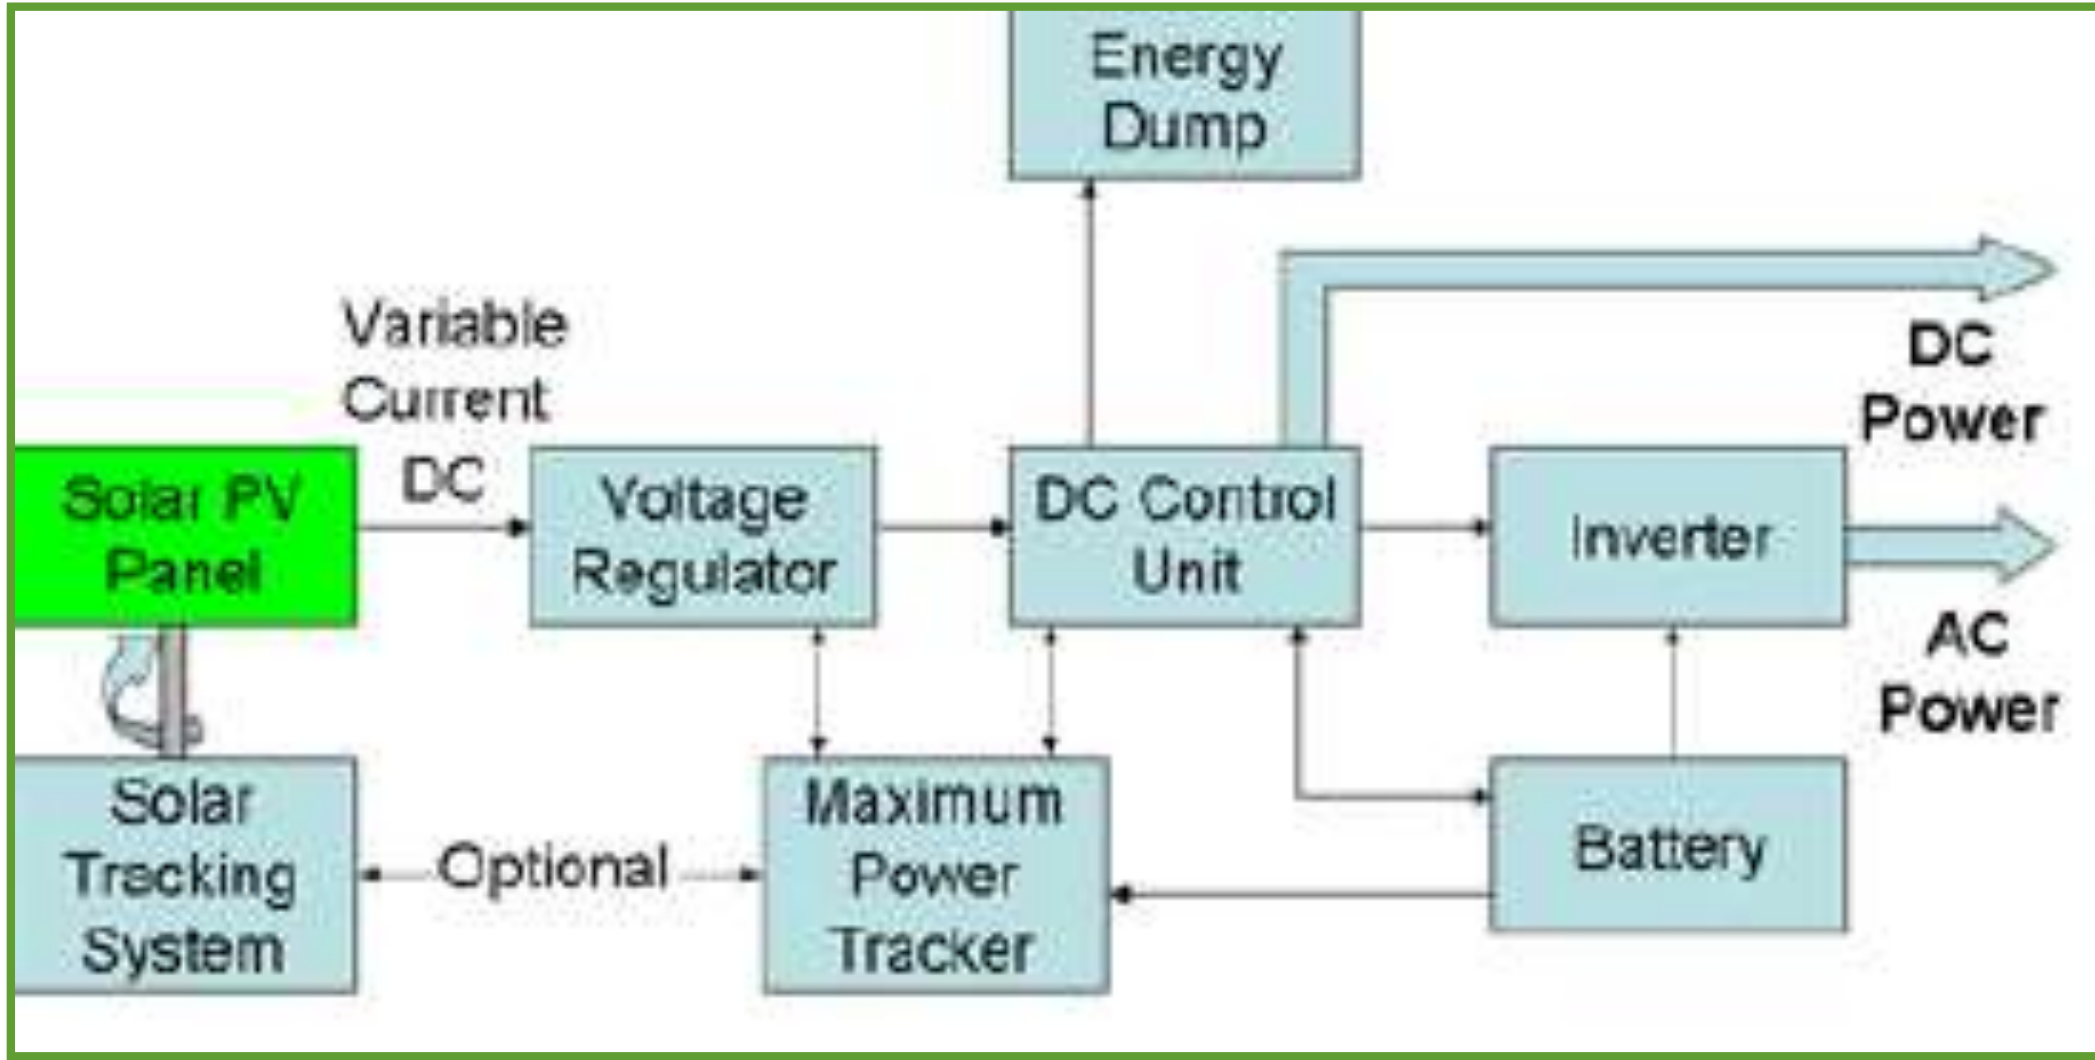 Energy
Dump
Variable
Current
DC
DC
Power
Solar PV
Panel
Voltage
Regulator
DC Control
Unit
Inverter
AC
Power
Solar
Tracking
System
Optional
Maximum
Power
Tracker
Battery